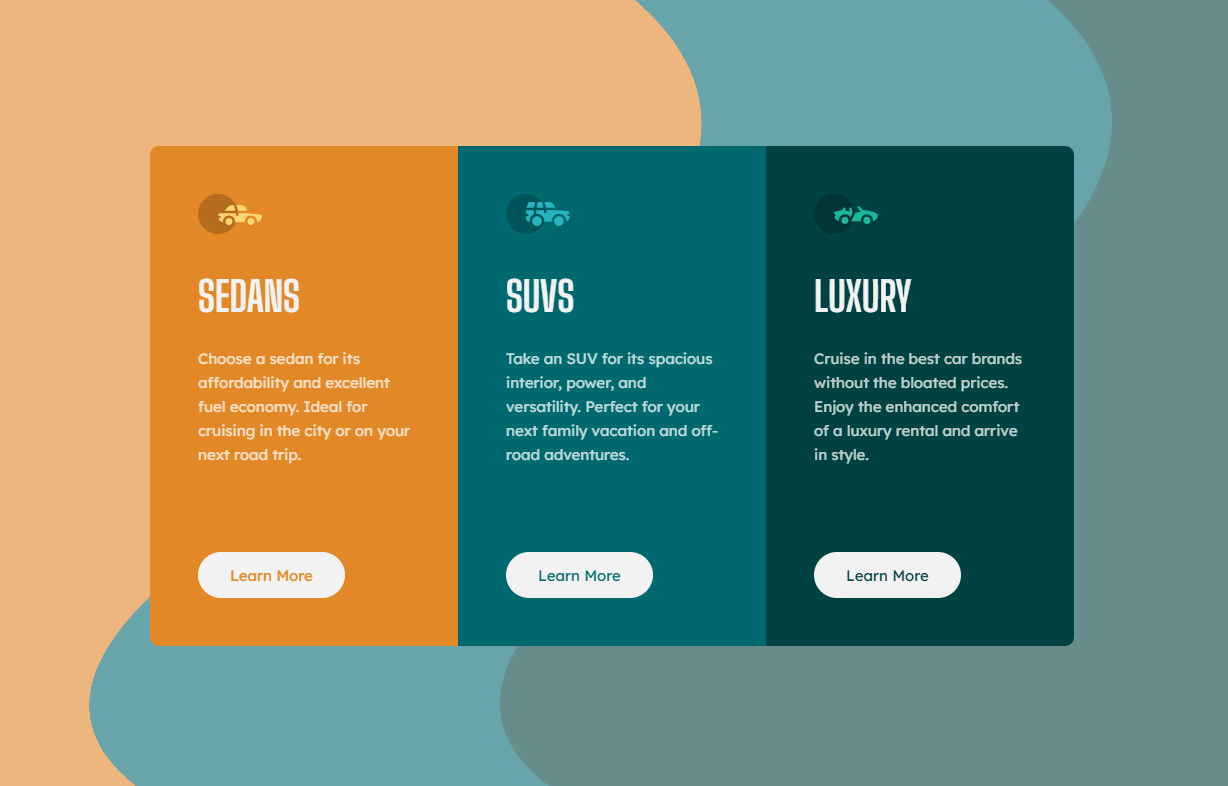 SEDANS
Choose a sedan for its
affordability and excellent
fuel economy. Ideal for
cruising in the city or on your
next road trip.
Learn More
SUVS
Take an SUV for its spacious
interior, power, and
versatility. Perfect for your
next family vacation and off-
road adventures.
Learn More
LUXURY
Cruise in the best car brands
without the bloated prices.
Enjoy the enhanced comfort
of a luxury rental and arrive
in style.
Learn More